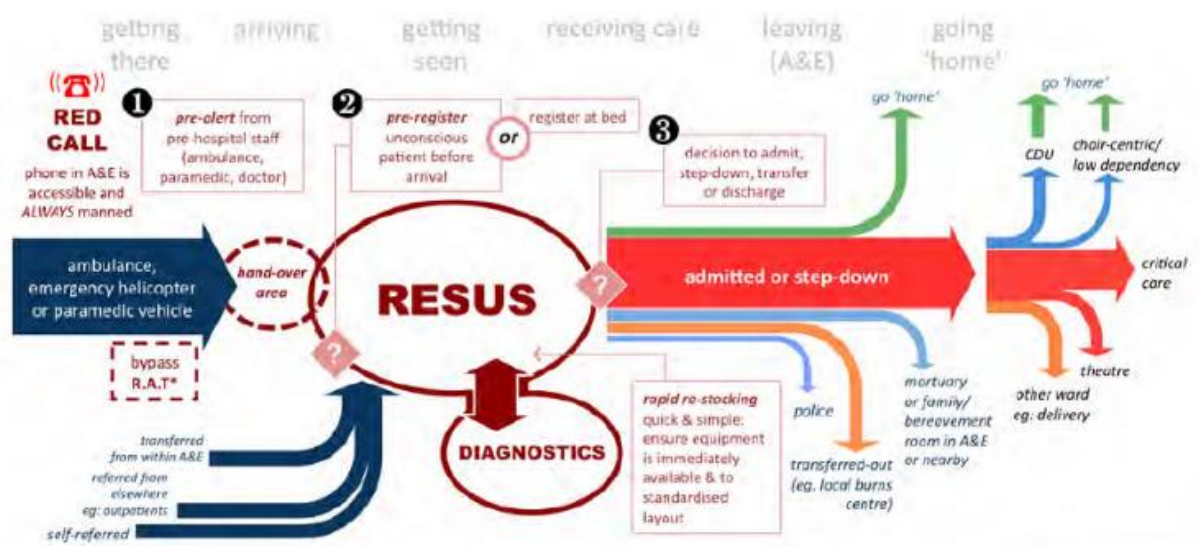 getting
there
arriving
getting
seen
receiving care
leaving
(A&E)
going
'home'
RED
CALL
phone in A&E is
accessible and
ALWAYS manned
1
pre-alert from
pre-hospital staff
(ambulance,
paramedic, doctor)
2
pre-register
unconscious
patient before
arrival
or
register at bed
3
decision to admit,
step-down, transfer
or discharge
go 'home'
go 'home'
CDU
chair-centric/
low dependency
ambulance,
emergency helicopter
or paramedic vehicle
hand-over
area
RESUS
?
admitted or step-down
critical
care
bypass
R.A.T*
?
DIAGNOSTICS
rapid re-stocking
quick & simple:
ensure equipment
is immediately
available & to
standardised
layout
police
transferred-out
(eg. local burns
centre)
mortuary
or family/
bereevement
room in A&E
or nearby
theatre
other ward
eg: delivery
transferred
from within A&E
referred from
elsewhere
eg: outpatients
self-referred